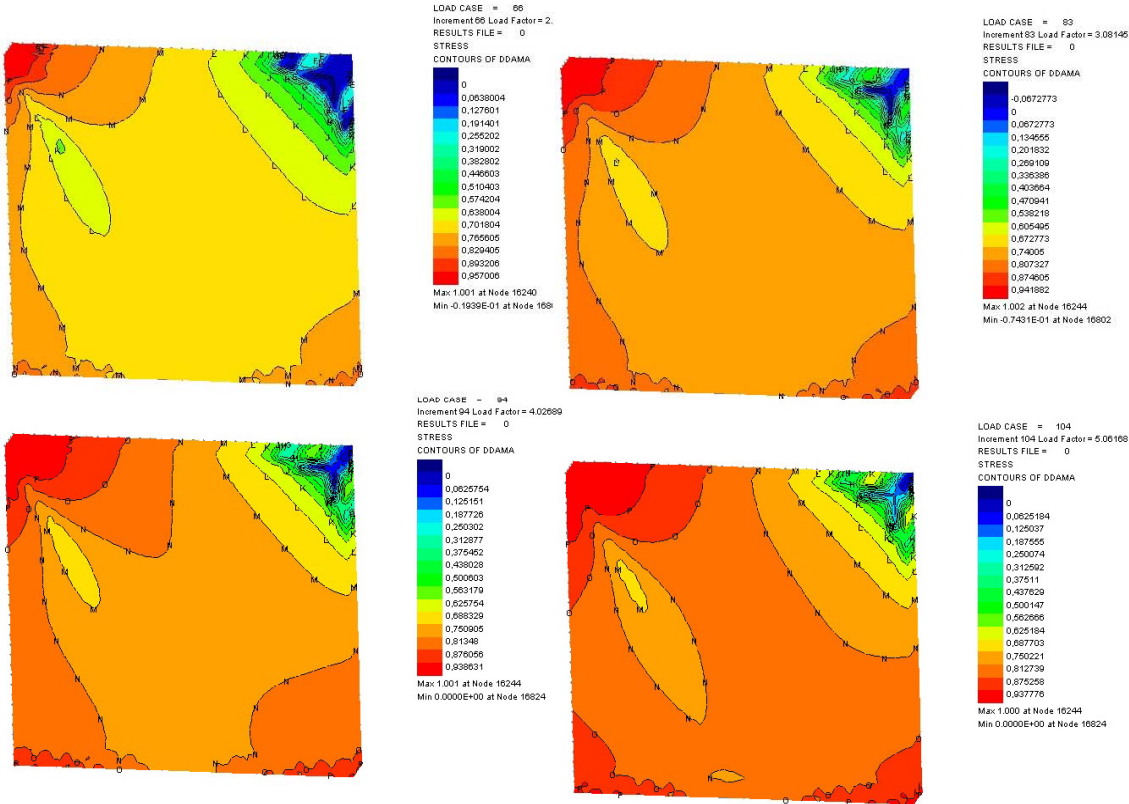 LOAD CASE = 66
Increment 66 Load Factor = 2.
RESULTS FILE = 0
STRESS
CONTOURS OF DDAMA
0
0,0638004
0,127601
0,191401
0,255202
0,319002
0,382802
0,446603
0,510403
0,574204
0,638004
0,701804
0,765605
0,829405
0,893206
0,957006
Max 1.001 at Node 16240
Min -0.1939E-01 at Node 168
LOAD CASE = 83
Increment 83 Load Factor = 3.08145
RESULTS FILE = 0
STRESS
CONTOURS OF DDAMA
-0,0672773
0
0,0672773
0,134555
0,201832
0,269109
0,336386
0,403664
0,470941
0,538218
0,605495
0,672773
0,74005
0,807327
0,874605
0,941882
Max 1.002 at Node 16244
Min -0.7431E-01 at Node 16802
LOAD CASE = 94
Increment 94 Load Factor = 4.02689
RESULTS FILE = 0
STRESS
CONTOURS OF DDAMA
0
0,0625754
0,125151
0,187726
0,250302
0,312877
0,375452
0,438028
0,500603
0,563179
0,625754
0,688329
0,750905
0,81348
0,876056
0,938631
Max 1.001 at Node 16244
Min 0.0000E+00 at Node 16824
LOAD CASE = 104
Increment 104 Load Factor = 5.06168
RESULTS FILE = 0
STRESS
CONTOURS OF DDAMA
0
0,0625184
0,125037
0,187555
0,250074
0,312592
0,37511
0,437629
0,500147
0,562666
0,625184
0,687703
0,750221
0,812739
0,875258
0,937776
Max 1.000 at Node 16244
Min 0.0000E+00 at Node 16824